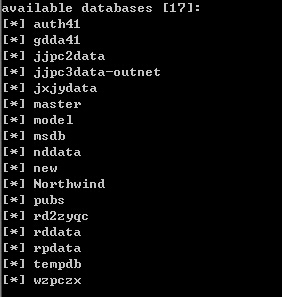 available databases [17]:
[*] auth41
[*] gdda41
[*] jjpc2data
[*] jjpc3data-outnet
[*] jxjydata
[*] master
[*] model
[*] msdb
[*] nddata
[*] new
[*] Northwind
[*] pubs
[*] rd2zyqc
[*] rddata
[*] rpdata
[*] tempdb
[*] wzpczx